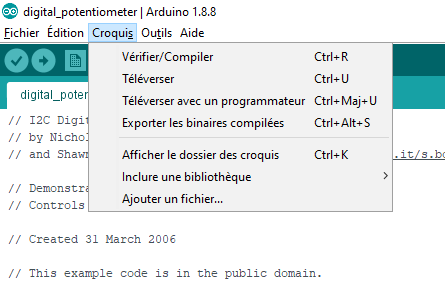 digital_potentiometer | Arduino 1.8.8
Fichier Édition Croquis Outils Aide
Vérifier/Compiler Ctrl+R
Téléverser Ctrl+U
Téléverser avec un programmateur Ctrl+Maj+U
Exporter les binaires compilées Ctrl+Alt+S
Afficher le dossier des croquis Ctrl+K
Inclure une bibliothèque
Ajouter un fichier...
digital_poten
// I2C Digit
// by Nichol
// and Shawn .it/s.bo
// Demonstra
// Controls
// Created 31 March 2006
// This example code is in the public domain.